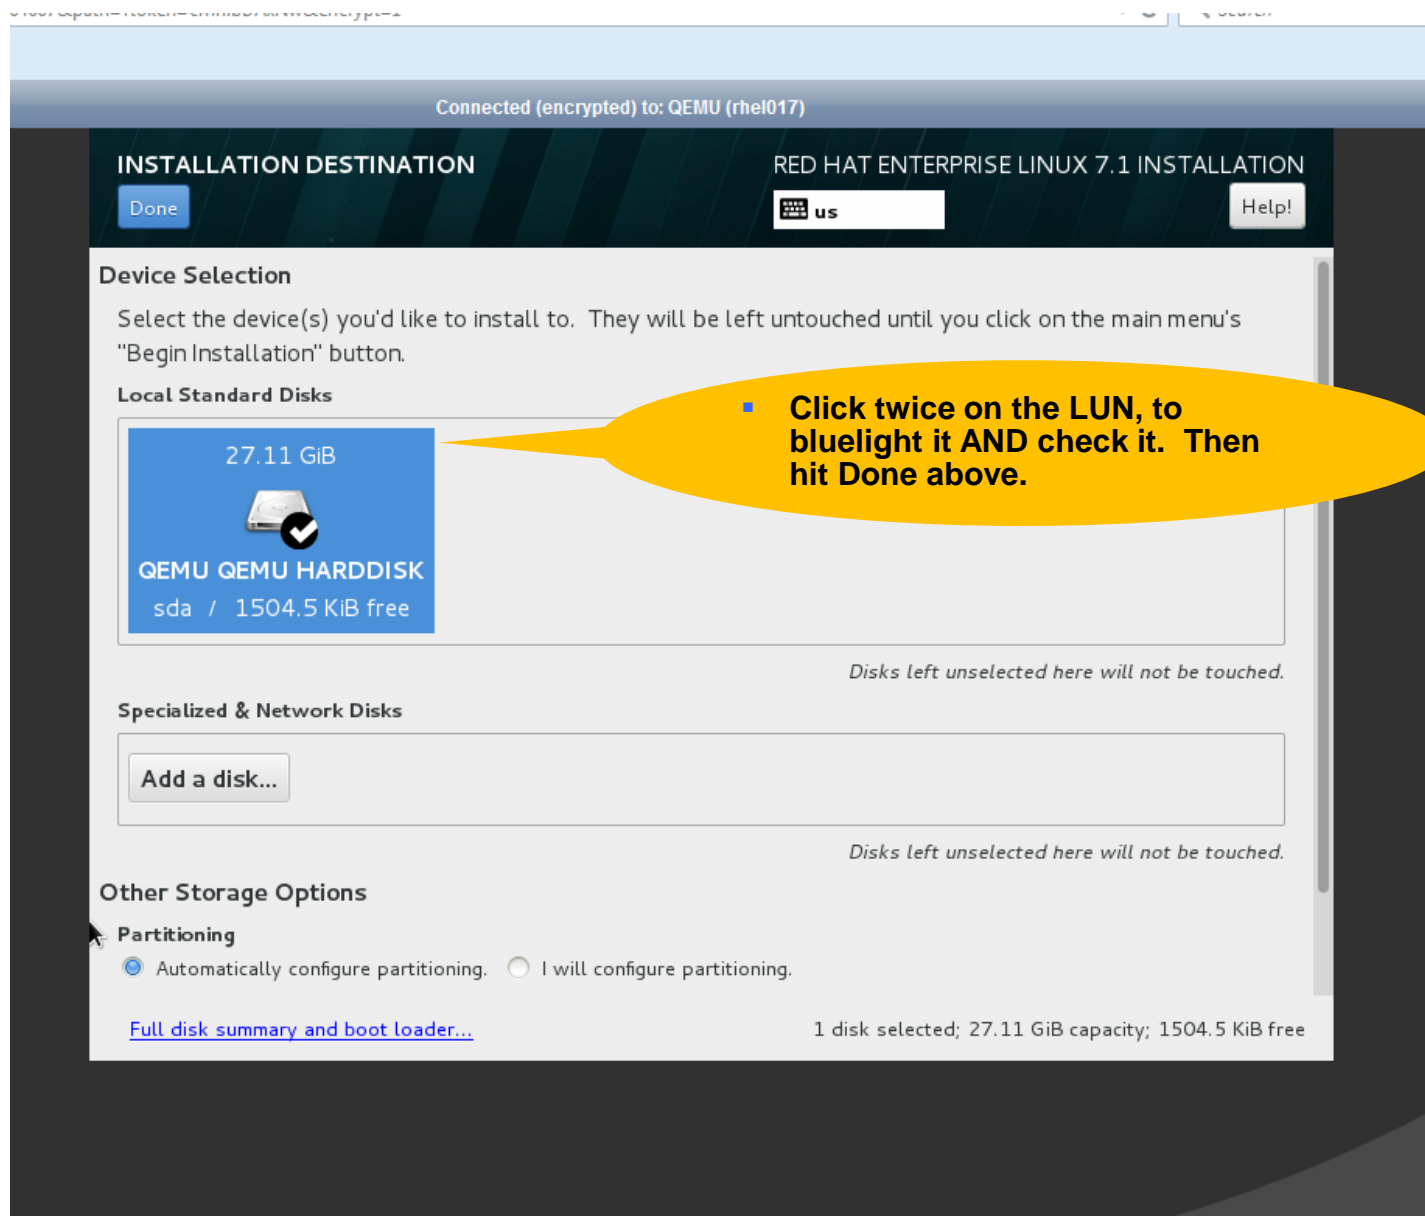 Connected (encrypted) to: QEMU (rhel017)
INSTALLATION DESTINATION
RED HAT ENTERPRISE LINUX 7.1 INSTALLATION
Done
us
Help!
Device Selection
Select the device(s) you'd like to install to. They will be left untouched until you click on the main menu's
"Begin Installation" button.
Local Standard Disks
▪ Click twice on the LUN, to
bluelight it AND check it. Then
hit Done above.
27.11 GiB
QEMU QEMU HARDDISK
sda / 1504.5 KiB free
Disks left unselected here will not be touched.
Specialized & Network Disks
Add a disk...
Disks left unselected here will not be touched.
Other Storage Options
Partitioning
Automatically configure partitioning. I will configure partitioning.
Full disk summary and boot loader...
1 disk selected; 27.11 GiB capacity; 1504.5 KiB free